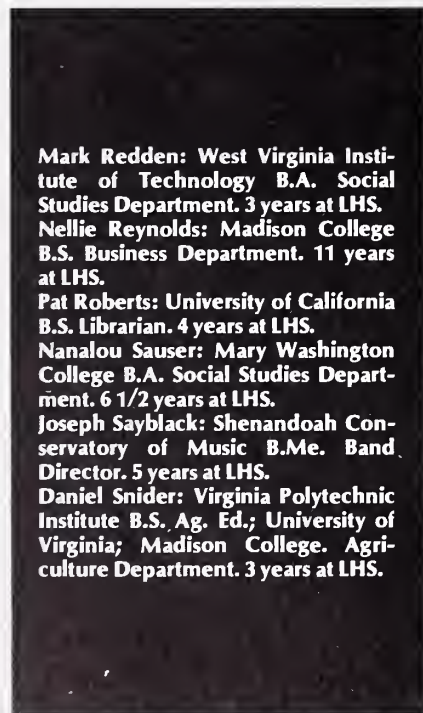 Mark Redden: West Virginia Insti-
tute of Technology B.A. Social
Studies Department. 3 years at LHS.
Nellie Reynolds: Madison College
B.S. Business Department. 11 years
at LHS.
Pat Roberts: University of California
B.S. Librarian. 4 years at LHS.
Nanalou Sauser: Mary Washington
College B.A. Social Studies Depart-
ment. 6 1/2 years at LHS.
Joseph Sayblack: Shenandoah Con-
servatory of Music B.Me. Band
Director. 5 years at LHS.
Daniel Snider: Virginia Polytechnic
Institute B.S. Ag. Ed.; University of
Virginia; Madison College. Agri-
culture Department. 3 years at LHS.